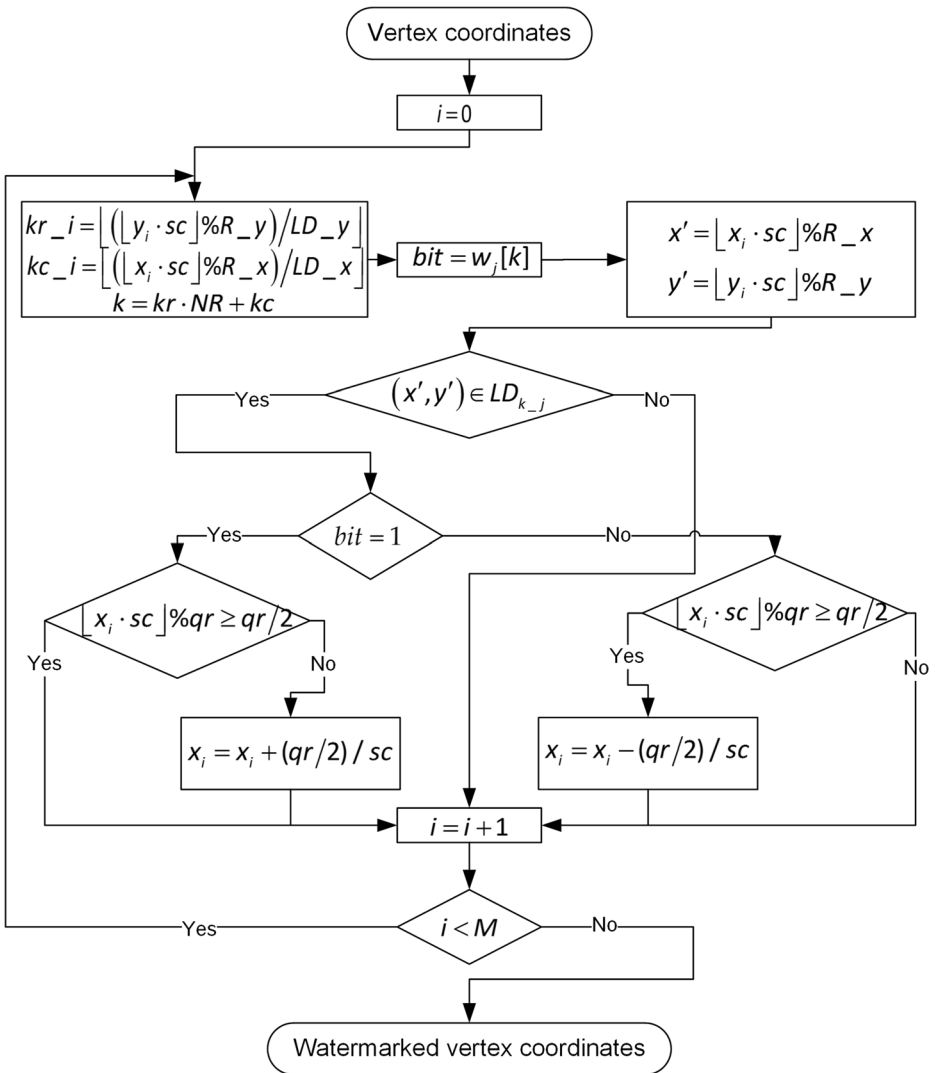 Vertex coordinates
i=0
kr_i=⌊(⌊y_i·sc⌋%R_y)/LD_y⌋
kc_i=⌊(⌊x_i·sc⌋%R_x)/LD_x⌋
k=kr·NR+kc
bit=w_j[k]
x′=⌊x_i·sc⌋%R_x
y′=⌊y_i·sc⌋%R_y
(x′,y′)∈LD_{k_j}
Yes
No
bit=1
Yes
No
⌊x_i·sc⌋%qr≥qr/2
Yes
No
⌊x_i·sc⌋%qr≥qr/2
Yes
No
x_i=x_i+(qr/2)/sc
x_i=x_i−(qr/2)/sc
i=i+1
i<M
Yes
No
Watermarked vertex coordinates